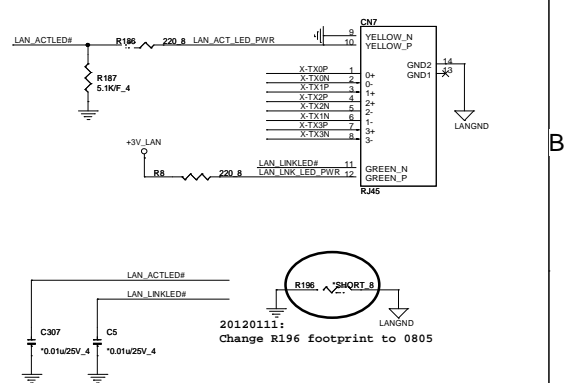 CN7
LAN_ACTLED#
R186
220_8
LAN_ACT_LED_PWR
9
10
YELLOW_N
YELLOW_P
R187
5.1K/F_4
GND2
GND1
14
13
X-TX0P 1 0+
X-TX0N 2 0-
X-TX1P 3 1+
X-TX2P 4 2+
X-TX2N 5 2-
X-TX1N 6 1-
X-TX3P 7 3+
X-TX3N 8 3-
LANGND
B
+3V_LAN
R8
220_8
LAN_LINKLED# 11 GREEN_N
LAN_LNK_LED_PWR 12 GREEN_P
RJ45
LAN_ACTLED#
LAN_LINKLED#
R196
*SHORT_8
LANGND
C307
*0.01u/25V_4
C5
*0.01u/25V_4
20120111:
Change R196 footprint to 0805